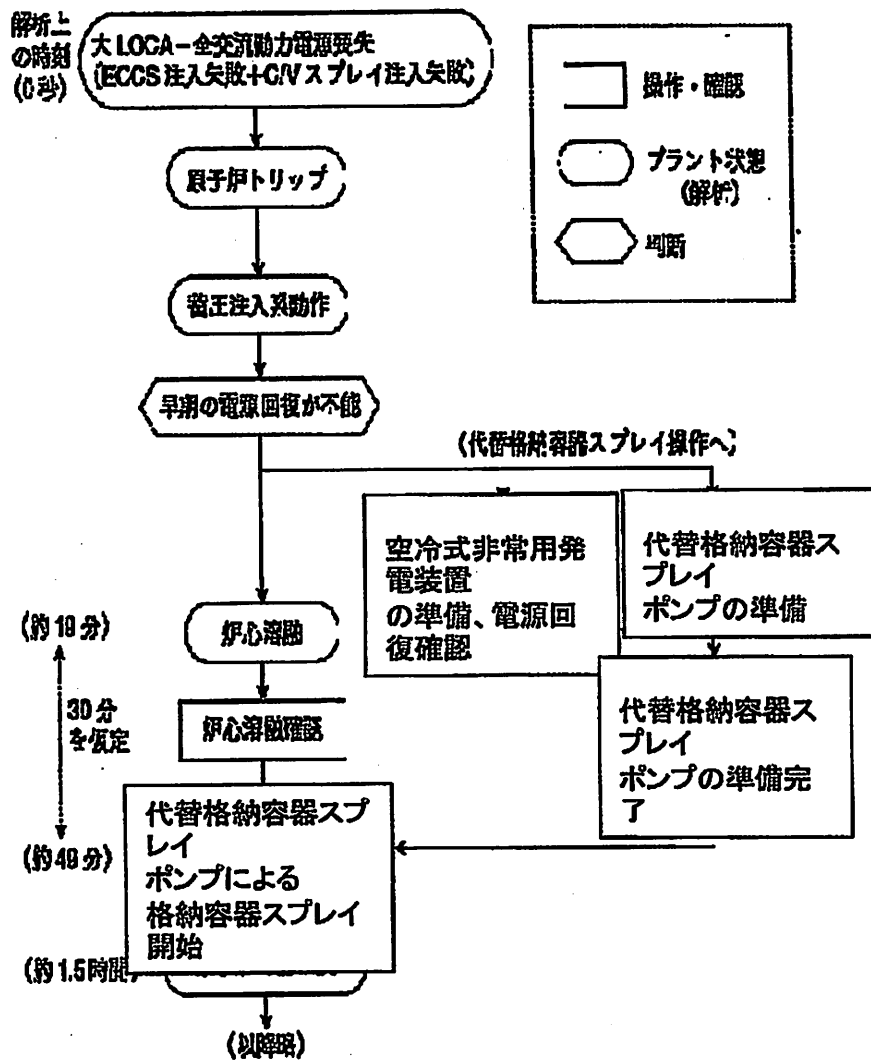 解析上
の時刻
(0秒)
大LOCA－全交流動力電源喪失
(ECCS注入失敗+C/Vスプレイ注入失敗)
操作・確認
プラント状態
(解析)
判断
原子炉トリップ
蓄圧注入系動作
早期の電源回復が不能
(代替格納容器スプレイ操作へ)
空冷式非常用発
電装置
の準備、電源回
復確認
代替格納容器ス
プレイ
ポンプの準備
(約19分)
炉心溶融
代替格納容器ス
プレイ
ポンプの準備完
了
30分
を仮定
炉心溶融確認
代替格納容器スプ
レイ
ポンプによる
格納容器スプレイ
開始
(約49分)
(約1.5時間)
(以降略)